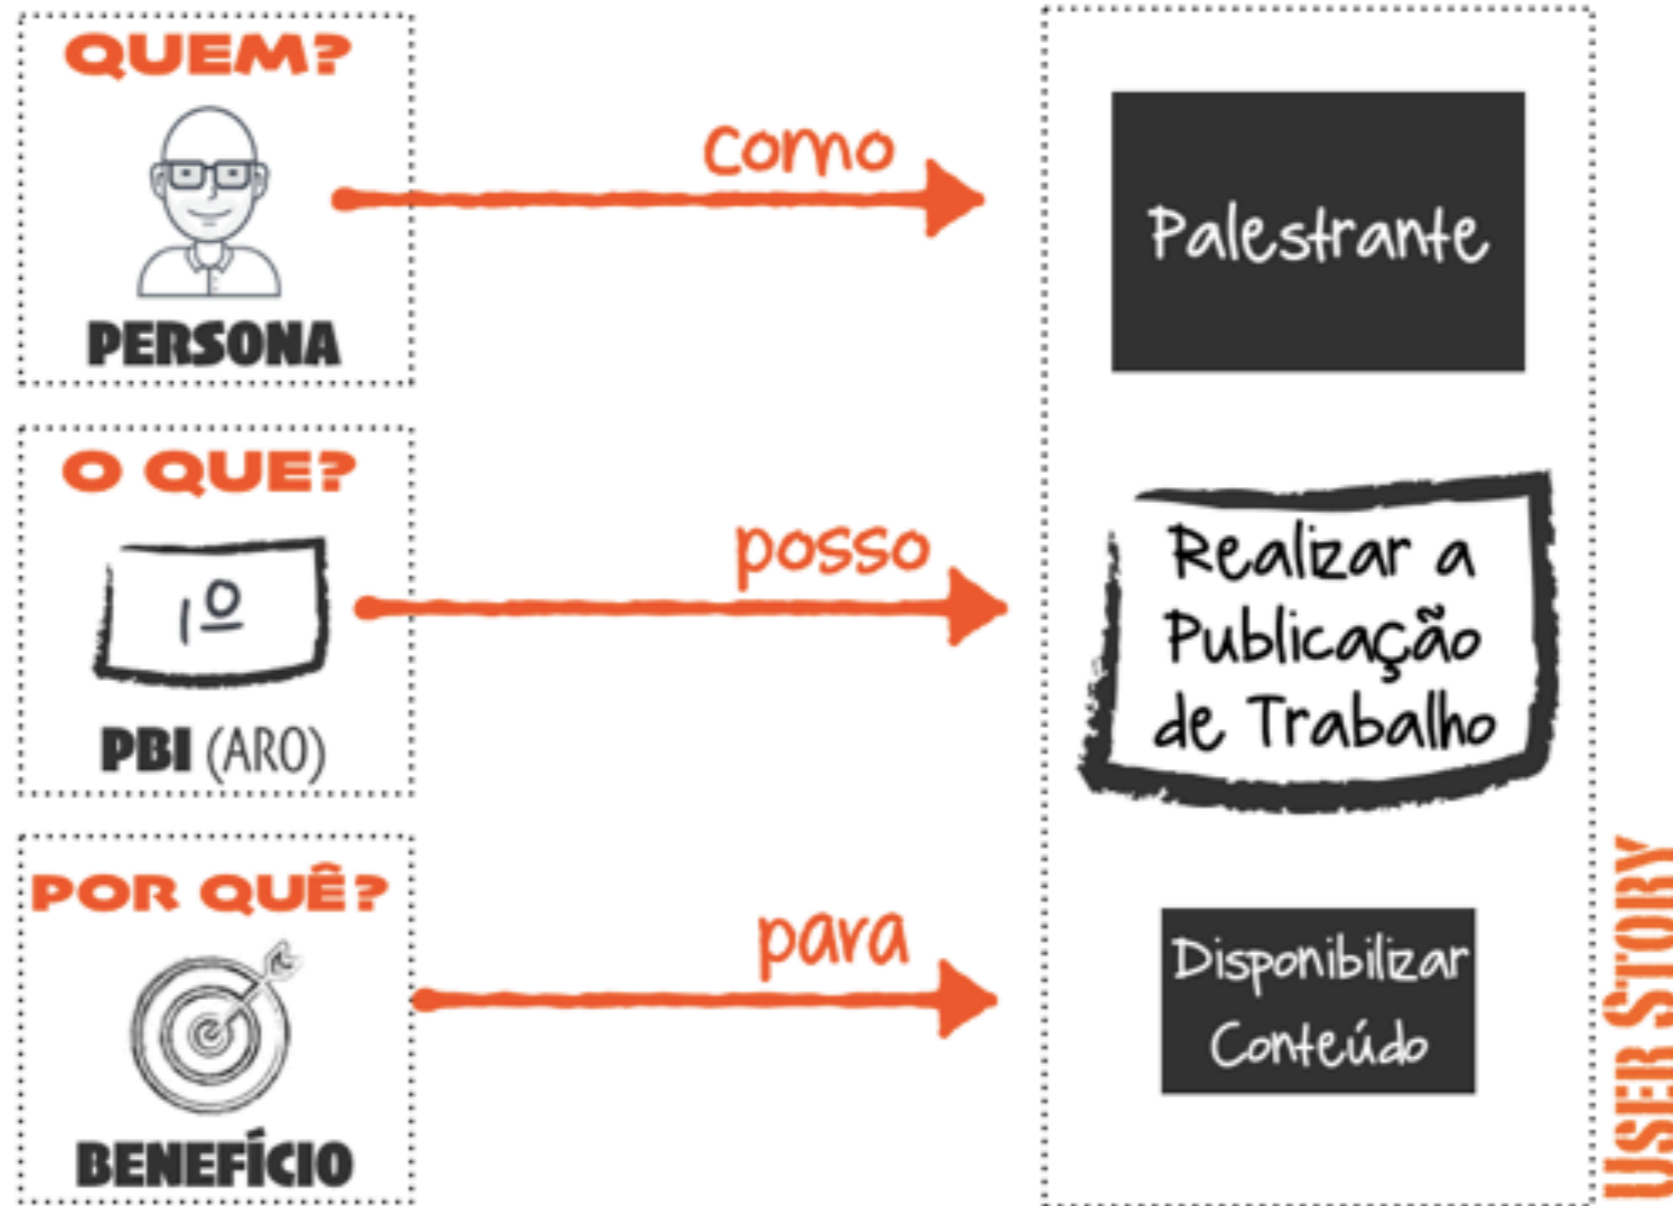 QUEM?
PERSONA
como
Palestrante
O QUE?
1º
PBI (ARO)
posso
Realizar a
Publicação
de Trabalho
POR QUÊ?
BENEFÍCIO
para
Disponibilizar
Conteúdo
USER STORY